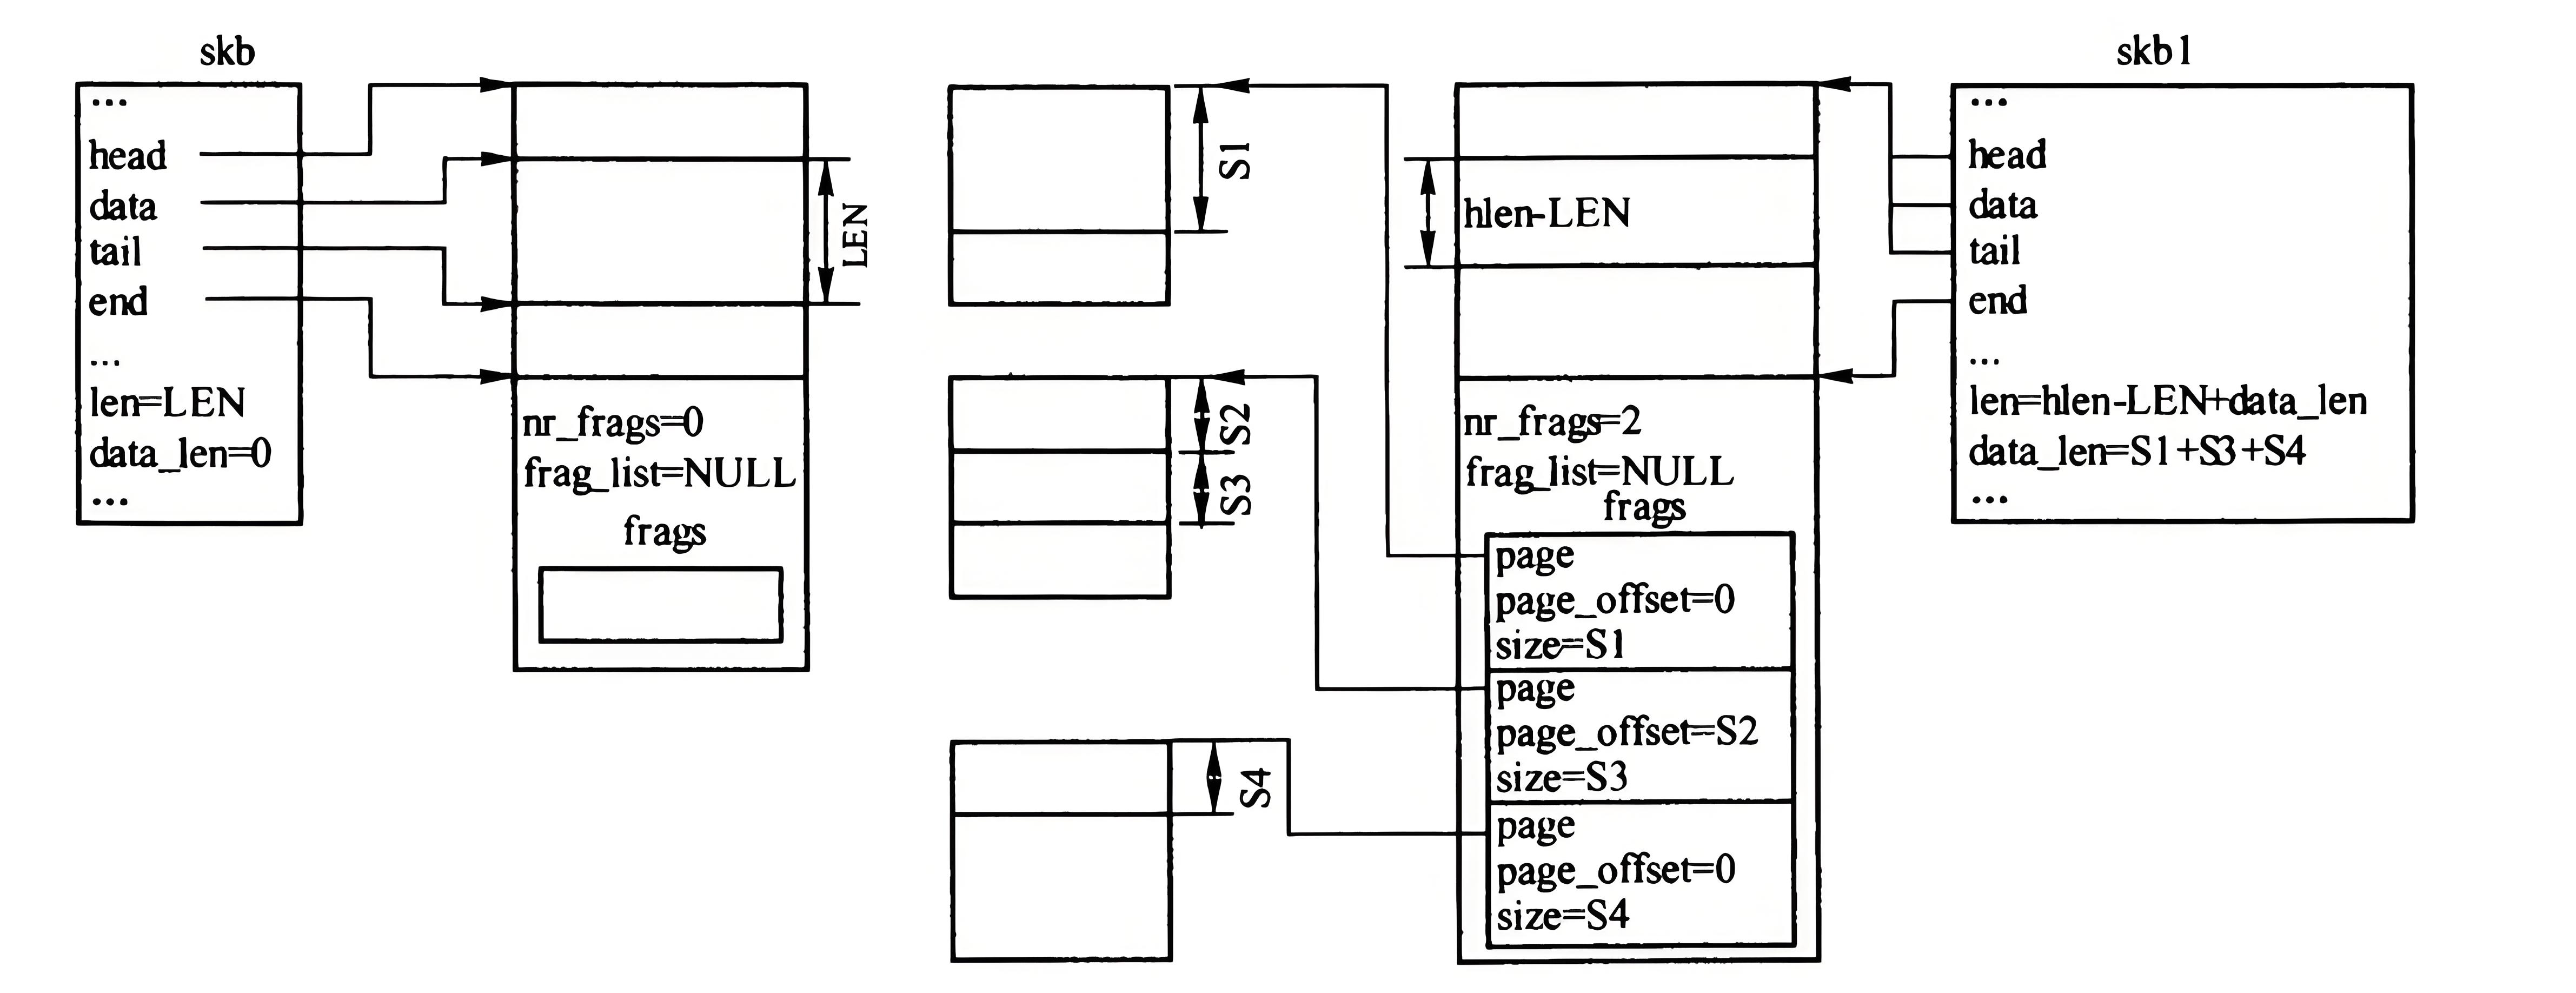 skb
...
head
data
tail
end
...
len=LEN
data_len=0
...
LEN
nr_frags=0
frag_list=NULL
frags
S1
S2
S3
S4
hlen-LEN
nr_frags=2
frag_list=NULL
frags
page
page_offset=0
size=S1
page
page_offset=S2
size=S3
page
page_offset=0
size=S4
skb1
...
head
data
tail
end
...
len=hlen-LEN+data_len
data_len=S1+S3+S4
...